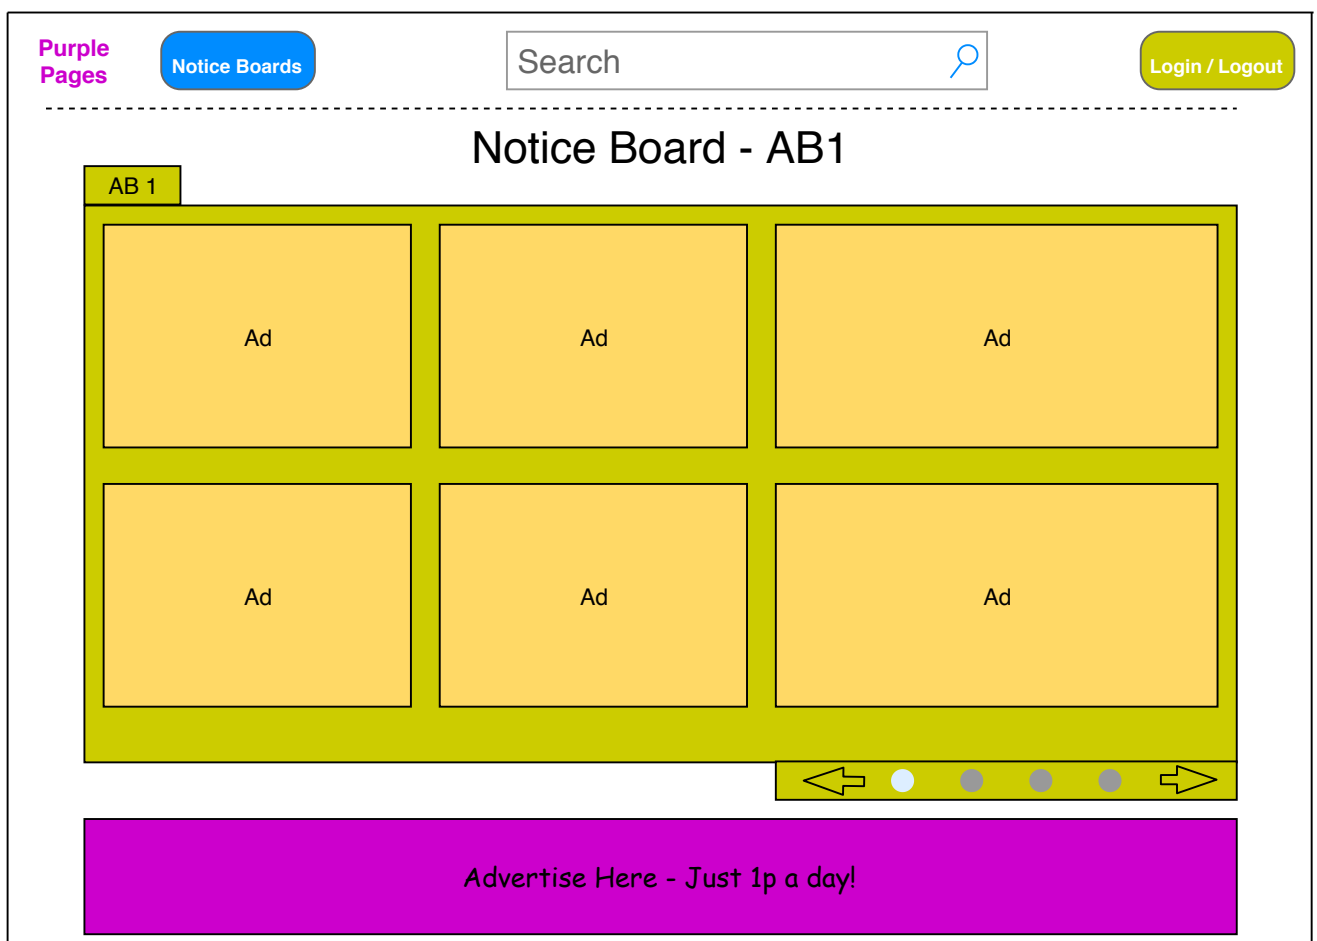 Purple
Pages
Notice Boards
Search
Login / Logout
Notice Board - AB1
AB 1
Ad
Ad
Ad
Ad
Ad
Ad
Advertise Here - Just 1p a day!